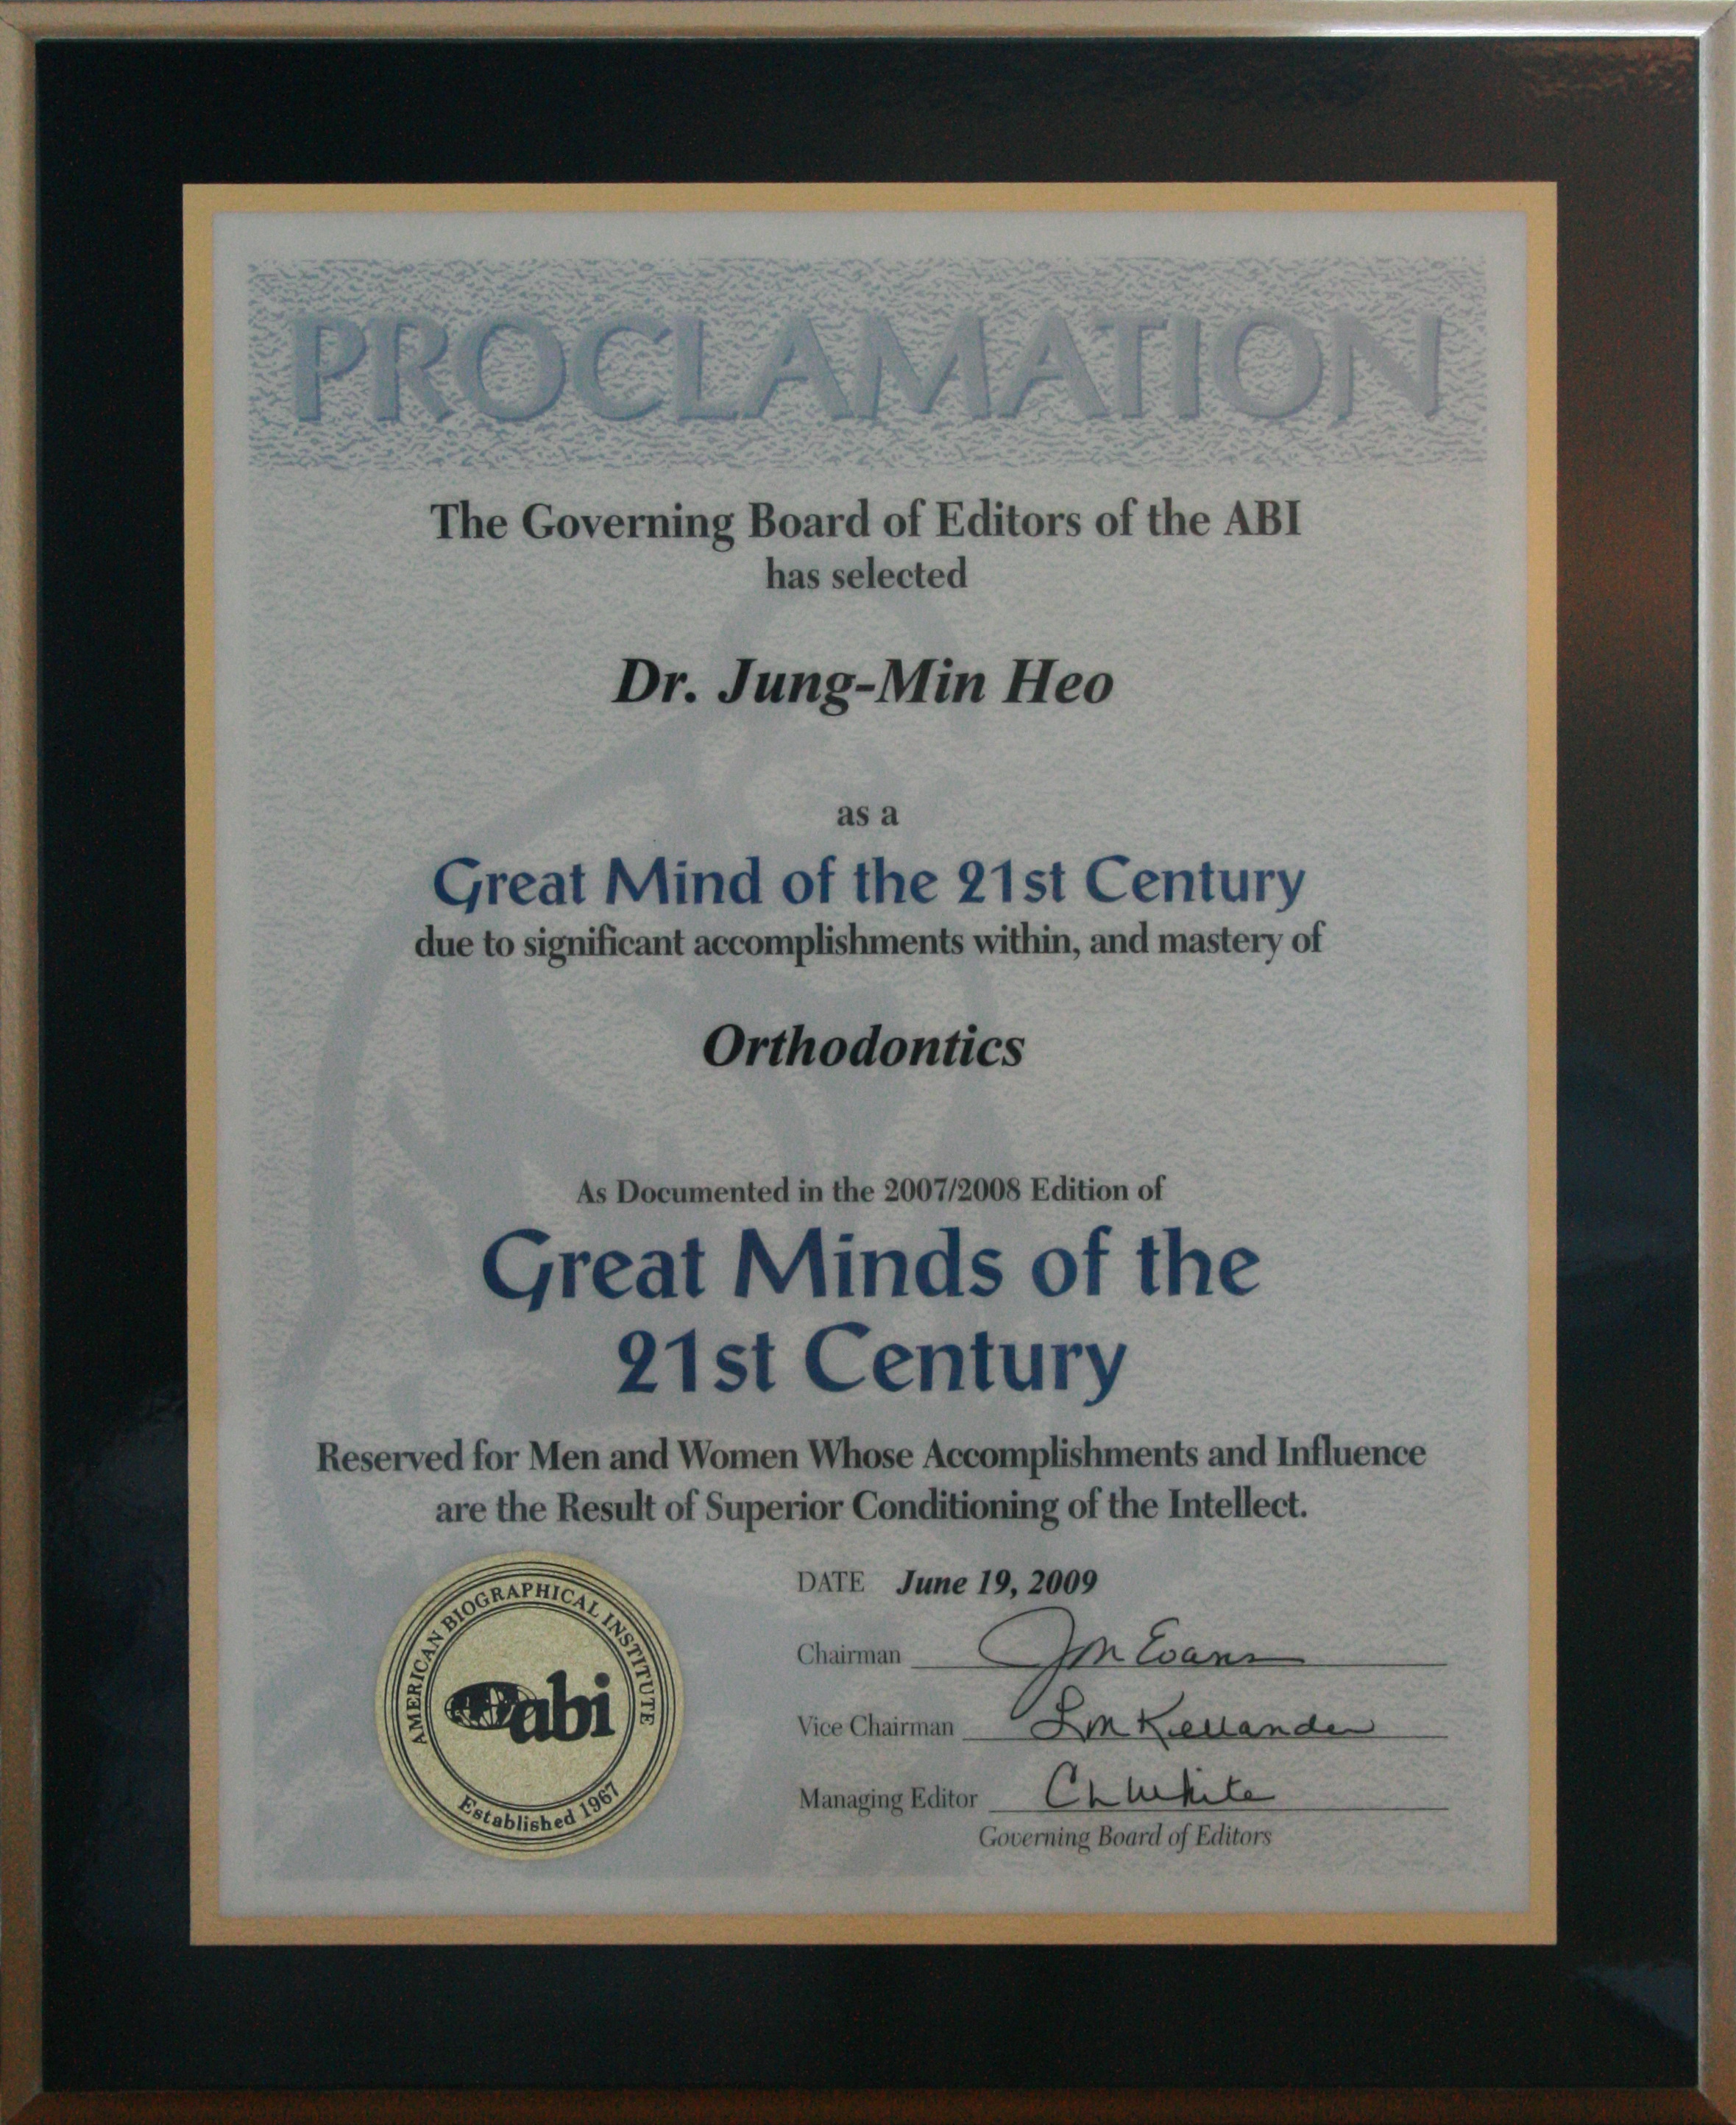 PROCLAMATION
The Governing Board of Editors of the ABI
has selected
Dr. Jung-Min Heo
as a
Great Mind of the 21st Century
due to significant accomplishments within, and mastery of
Orthodontics
As Documented in the 2007/2008 Edition of
Great Minds of the
21st Century
Reserved for Men and Women Whose Accomplishments and Influence
are the Result of Superior Conditioning of the Intellect.
AMERICAN BIOGRAPHICAL INSTITUTE
abi
Established 1967
DATE June 19, 2009
Chairman Jm Evans
Vice Chairman
Managing Editor Ch White
Governing Board of Editors